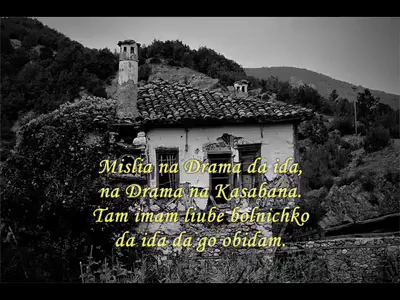 Mislia na Drama da ida,
na Drama na Kasabana.
Tam imam liube bolnichko
da ida da go obidam.